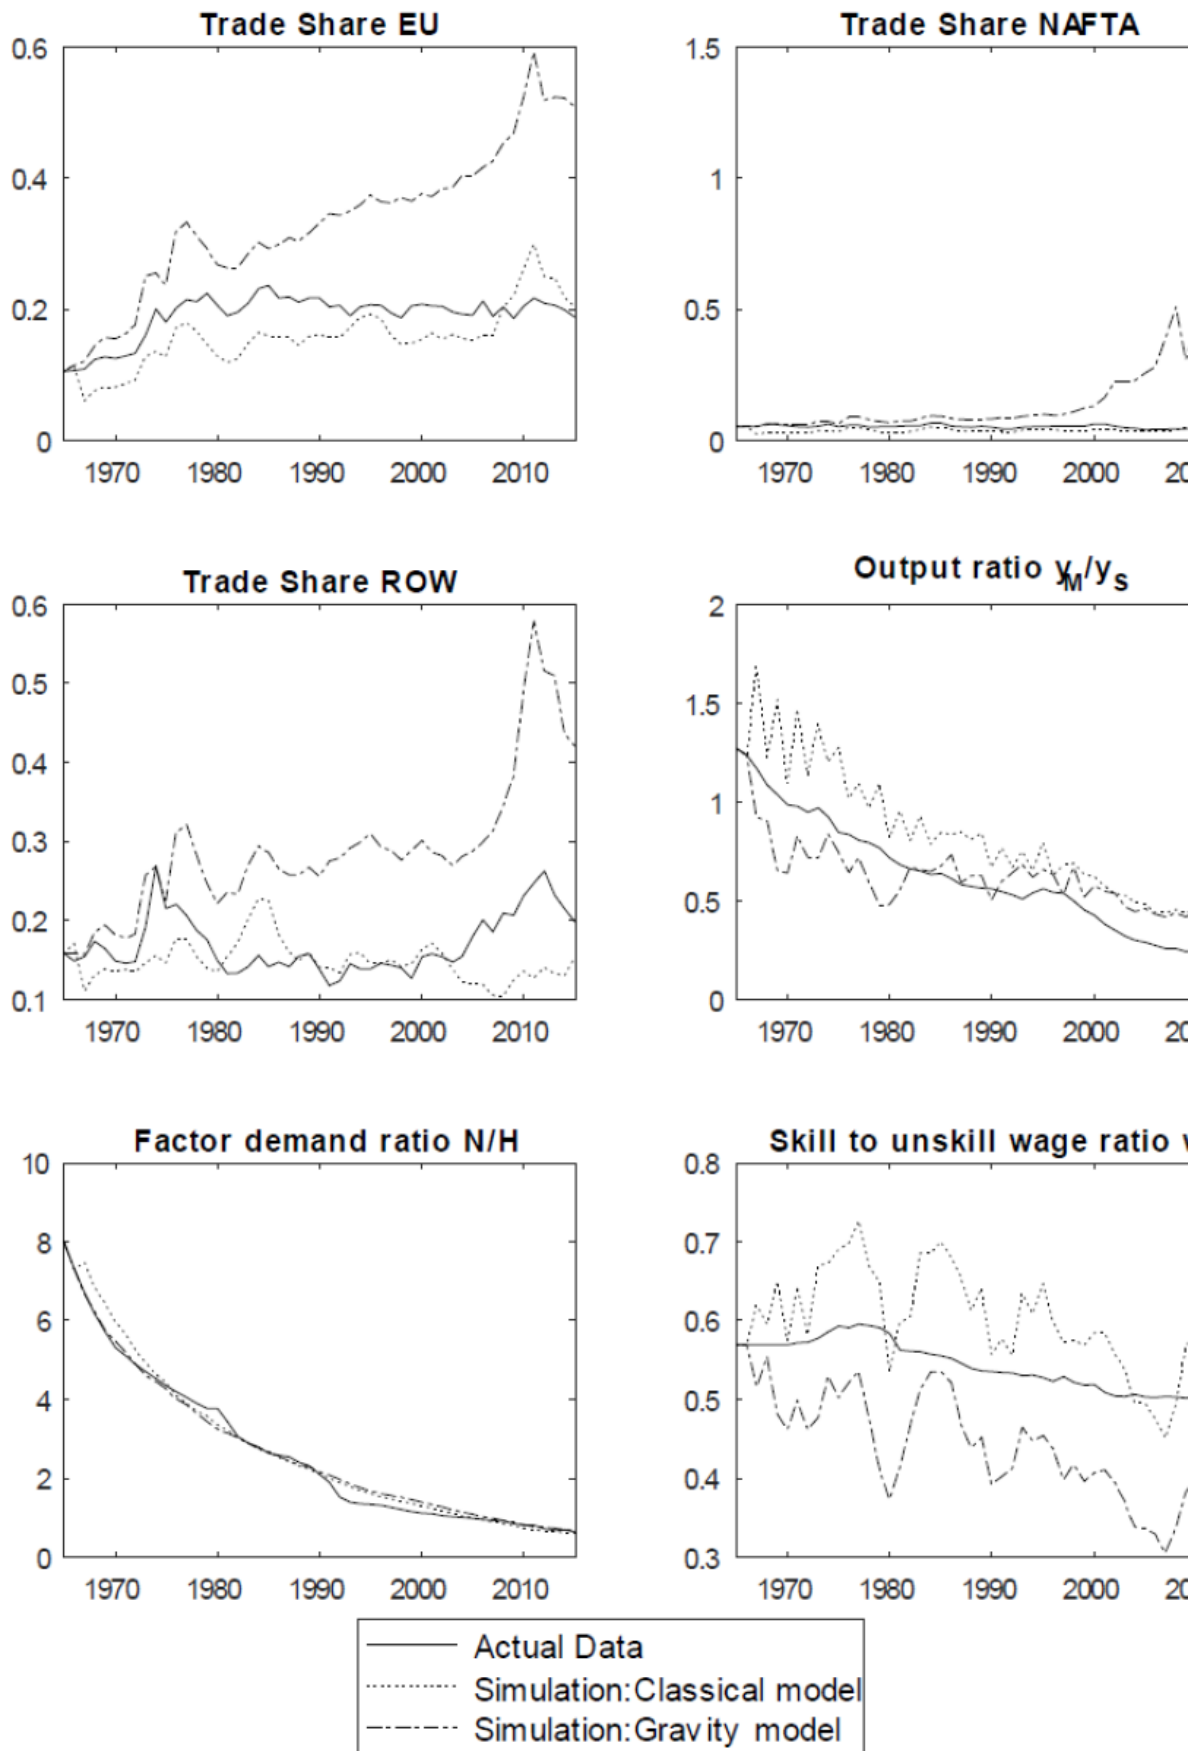 Trade Share EU
0.6
0.4
0.2
0
1970 1980 1990 2000 2010
Trade Share NAFTA
1.5
1
0.5
0
1970 1980 1990 2000 20
Trade Share ROW
0.6
0.5
0.4
0.3
0.2
0.1
1970 1980 1990 2000 2010
Output ratio y_M/y_S
2
1.5
1
0.5
0
1970 1980 1990 2000 20
Factor demand ratio N/H
10
8
6
4
2
0
1970 1980 1990 2000 2010
Skill to unskill wage ratio
0.8
0.7
0.6
0.5
0.4
0.3
1970 1980 1990 2000 20
Actual Data
Simulation:Classical model
Simulation:Gravity model